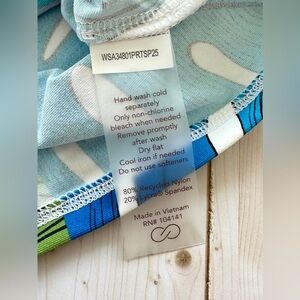 WSA34801PRTSP25
Hand wash cold
separately
Only non-chlorine
bleach when needed
Remove promptly
after wash
Dry flat
Cool iron if needed
Do not use softeners
80% Recycled Nylon
20% Spandex
Made in Vietnam
RN# 104141